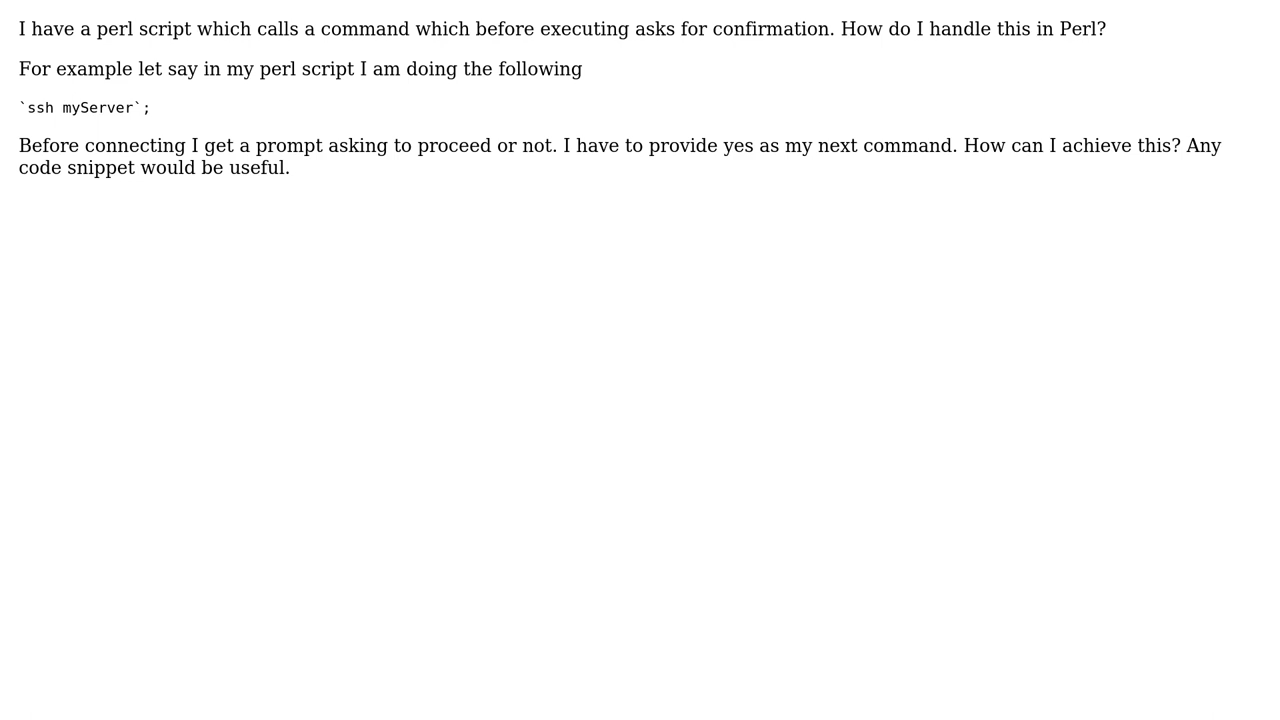 I have a perl script which calls a command which before executing asks for confirmation. How do I handle this in Perl?
For example let say in my perl script I am doing the following
`ssh myServer`;
Before connecting I get a prompt asking to proceed or not. I have to provide yes as my next command. How can I achieve this? Any
code snippet would be useful.